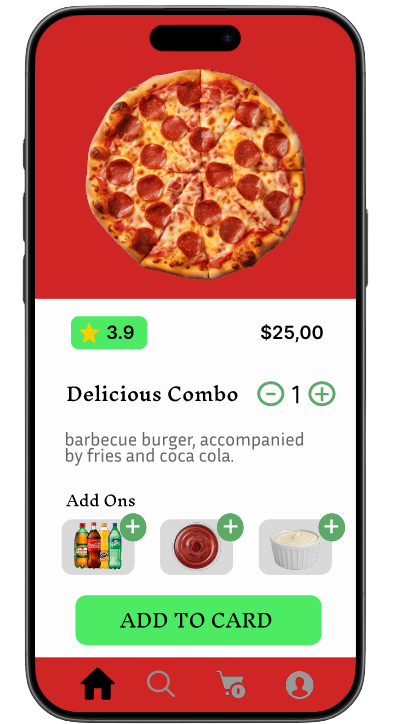 3.9
$25,00
Delicious Combo
1
barbecue burger, accompanied
by fries and coca cola.
Add Ons
ADD TO CARD